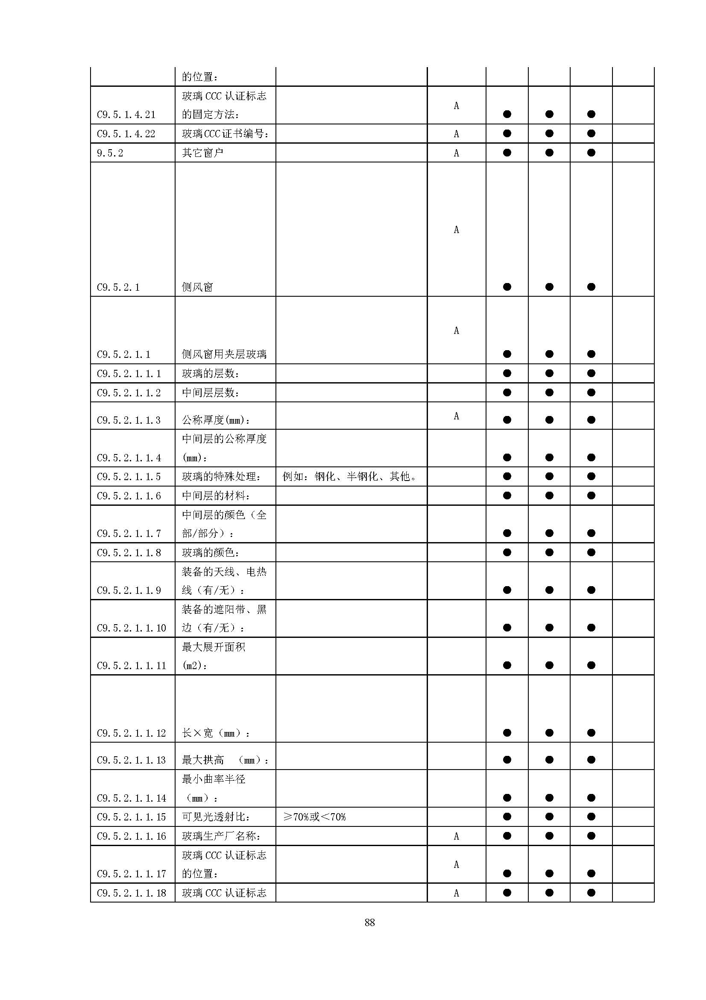 的位置：
玻璃 CCC 认证标志
C9.5.1.4.21 的固定方法： A ● ● ●
C9.5.1.4.22 玻璃CCC证书编号： A ● ● ●
9.5.2 其它窗户 A ● ● ●
C9.5.2.1 侧风窗 A ● ● ●
C9.5.2.1.1 侧风窗用夹层玻璃 A ● ● ●
C9.5.2.1.1.1 玻璃的层数： ● ● ●
C9.5.2.1.1.2 中间层层数： ● ● ●
C9.5.2.1.1.3 公称厚度(mm)： A ● ● ●
中间层的公称厚度
C9.5.2.1.1.4 (mm)： ● ● ●
C9.5.2.1.1.5 玻璃的特殊处理： 例如：钢化、半钢化、其他。 ● ● ●
C9.5.2.1.1.6 中间层的材料： ● ● ●
中间层的颜色（全
C9.5.2.1.1.7 部/部分）： ● ● ●
C9.5.2.1.1.8 玻璃的颜色： ● ● ●
装备的天线、电热
C9.5.2.1.1.9 线（有/无）： ● ● ●
装备的遮阳带、黑
C9.5.2.1.1.10 边（有/无）： ● ● ●
最大展开面积
C9.5.2.1.1.11 (m2)： ● ● ●
C9.5.2.1.1.12 长×宽（mm）： ● ● ●
C9.5.2.1.1.13 最大拱高 （mm）： ● ● ●
最小曲率半径
C9.5.2.1.1.14 （mm）： ● ● ●
C9.5.2.1.1.15 可见光透射比： ≥70%或＜70% ● ● ●
C9.5.2.1.1.16 玻璃生产厂名称： A ● ● ●
玻璃 CCC 认证标志
C9.5.2.1.1.17 的位置： A ● ● ●
C9.5.2.1.1.18 玻璃 CCC 认证标志 A ● ● ●
88